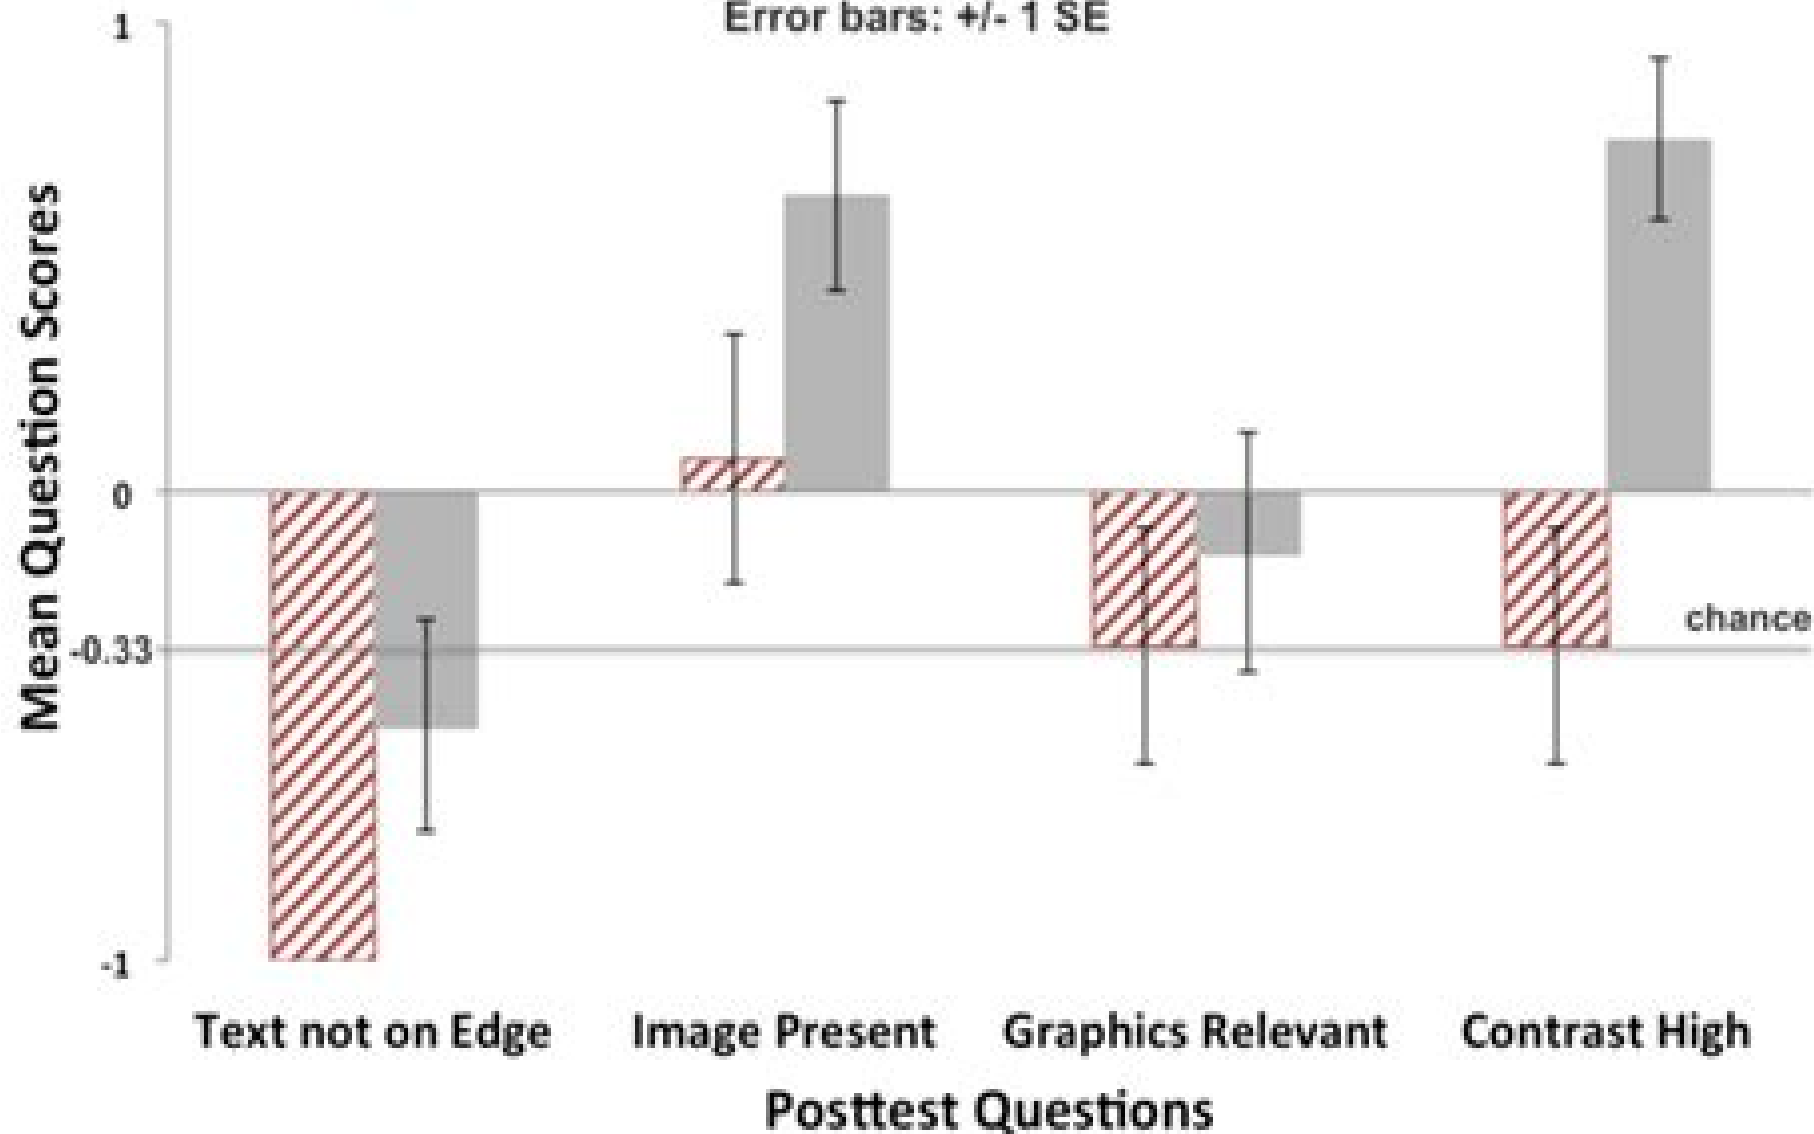 Error bars: +/- 1 SE
1
0
-0.33
-1
Mean Question Scores
chance
Text not on Edge
Image Present
Graphics Relevant
Contrast High
Posttest Questions